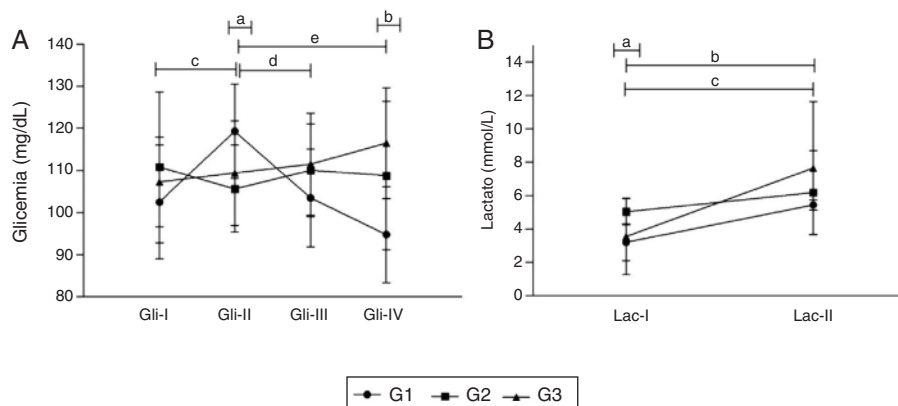 A
Glicemia (mg/dL)
140
130
120
110
100
90
80
a
b
e
c
d
Gli-I
Gli-II
Gli-III
Gli-IV
B
Lactato (mmol/L)
14
12
10
8
6
4
2
0
a
b
c
Lac-I
Lac-II
G1 G2 G3